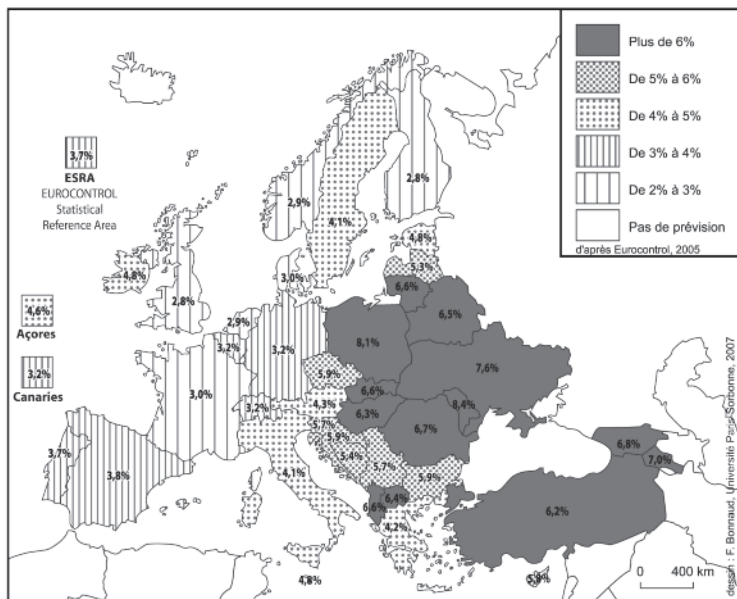 Plus de 6%
De 5% à 6%
De 4% à 5%
De 3% à 4%
De 2% à 3%
Pas de prévision
d'après Eurocontrol, 2005
3,7%
ESRA
EUROCONTROL
Statistical
Reference Area
4,6%
Açores
3,2%
Canaries
2,9%
4,1%
2,8%
4,8%
5,3%
6,6%
4,8%
2,8%
3,0%
2,9%
3,2%
3,2%
8,1%
6,5%
7,6%
5,9%
6,6%
8,4%
3,0%
3,2%
4,3%
6,3%
6,7%
5,7%
5,9%
5,4%
5,7%
5,9%
3,7%
3,8%
4,1%
6,6%
6,4%
4,2%
6,8%
7,0%
6,2%
4,8%
5,9%
0 400 km
dessin : F. Bonnaud, Université Paris-Sorbonne, 2007